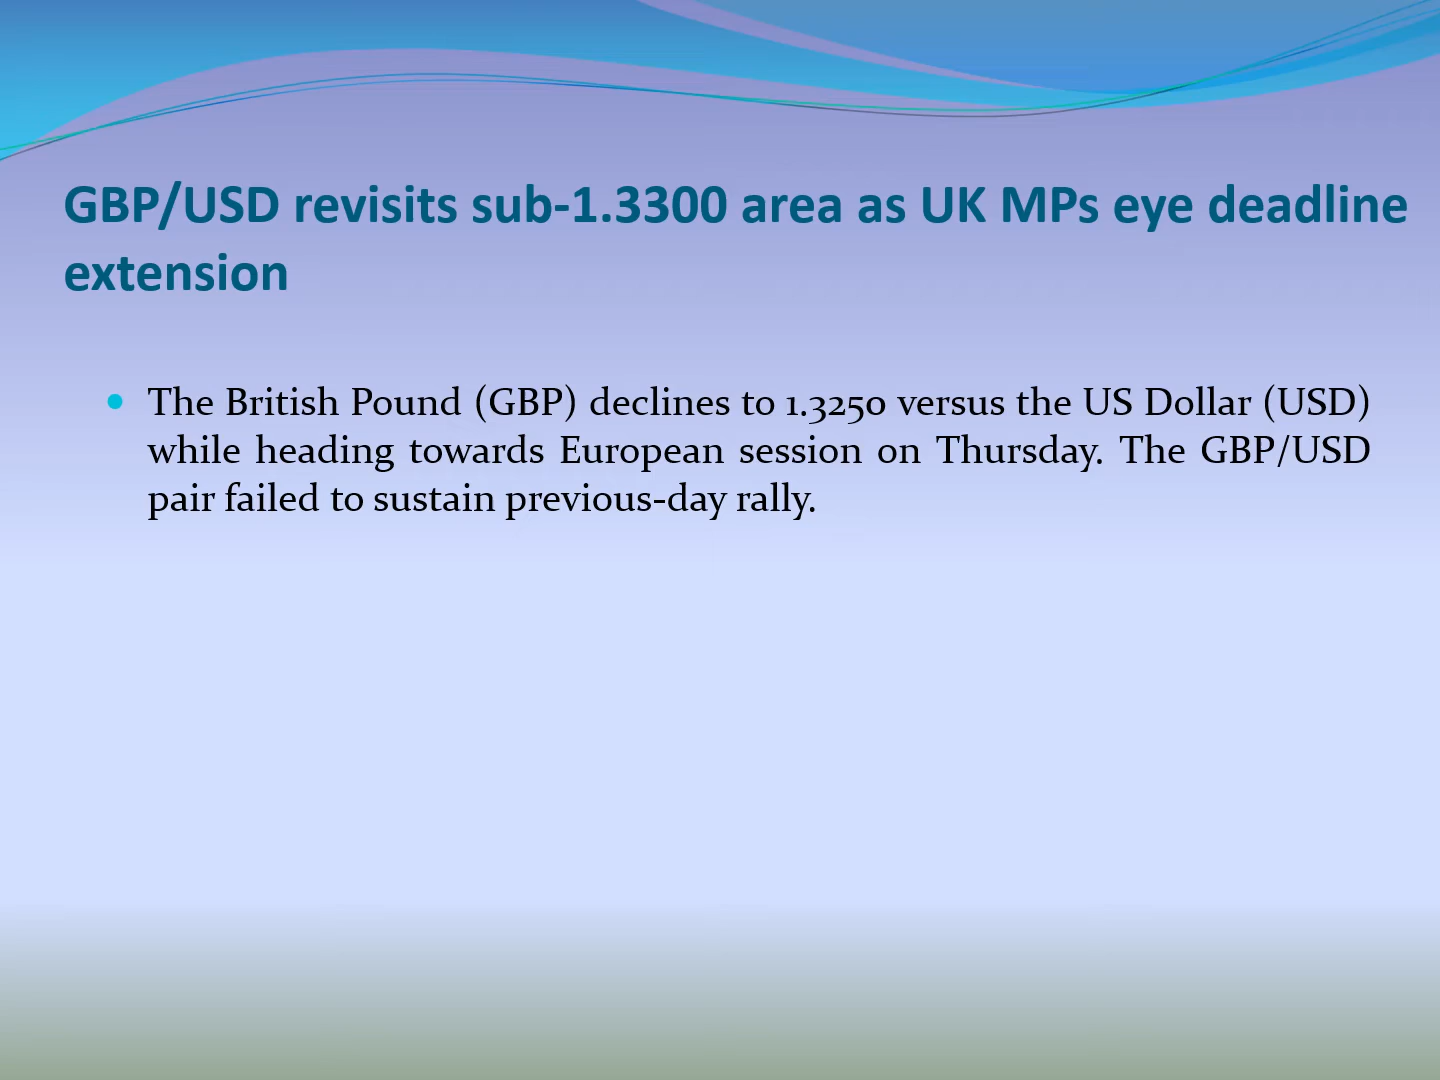 GBP/USD revisits sub-1.3300 area as UK MPs eye deadline
extension
• The British Pound (GBP) declines to 1.3250 versus the US Dollar (USD)
while heading towards European session on Thursday. The GBP/USD
pair failed to sustain previous-day rally.